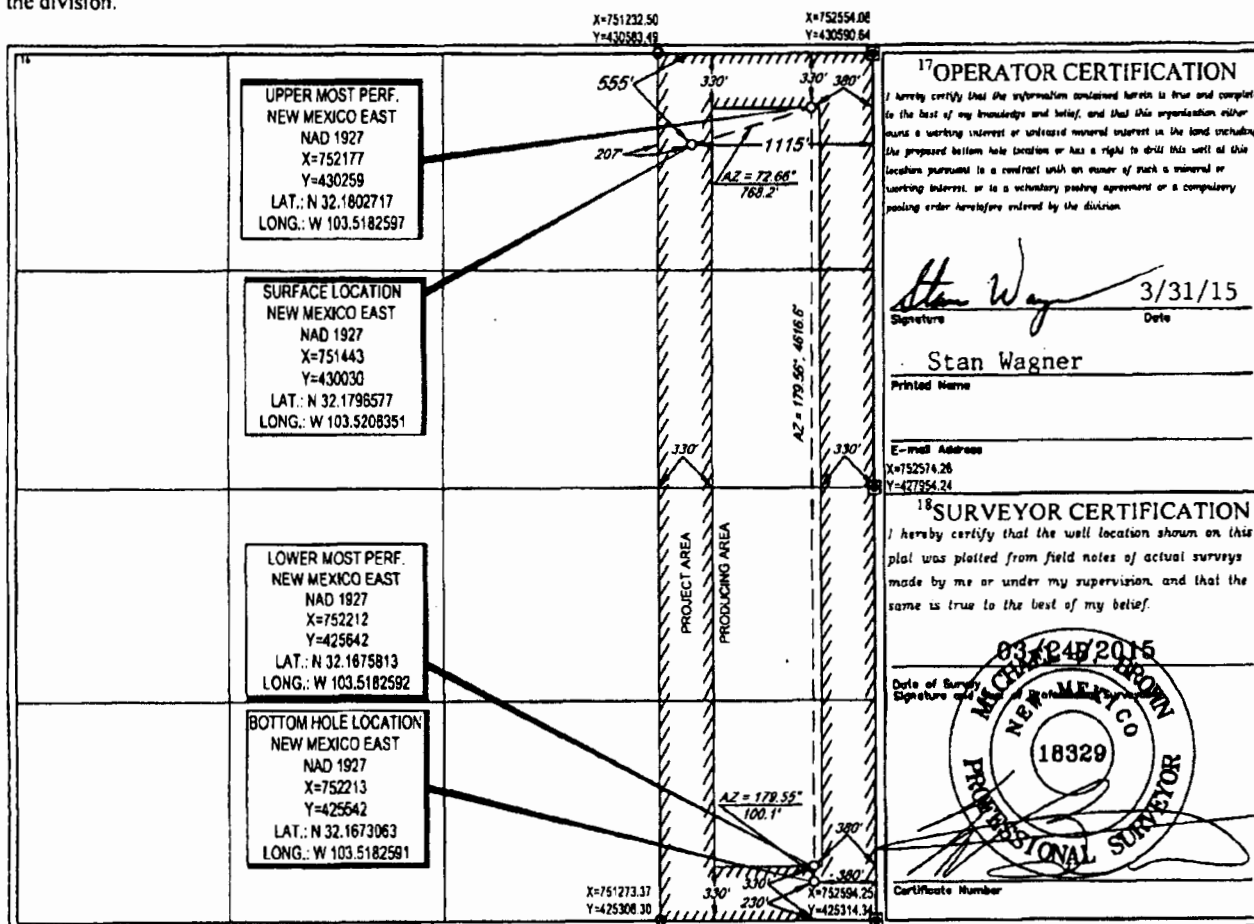 the division.
X=751232.50
Y=430583.49
X=752554.08
Y=430590.64
16
555'
330'
330'
380'
207'
1115'
AZ = 72.66°
768.2'
UPPER MOST PERF.
NEW MEXICO EAST
NAD 1927
X=752177
Y=430259
LAT.: N 32.1802717
LONG.: W 103.5182597
SURFACE LOCATION
NEW MEXICO EAST
NAD 1927
X=751443
Y=430030
LAT.: N 32.1796577
LONG.: W 103.5206351
AZ = 179.56°, 4616.6'
330'
330'
PROJECT AREA
PRODUCING AREA
LOWER MOST PERF.
NEW MEXICO EAST
NAD 1927
X=752212
Y=425642
LAT.: N 32.1675813
LONG.: W 103.5182592
BOTTOM HOLE LOCATION
NEW MEXICO EAST
NAD 1927
X=752213
Y=425542
LAT.: N 32.1673063
LONG.: W 103.5182591
AZ = 179.55°
100.1'
380'
380'
330'
330'
230'
X=751273.37
Y=425306.30
X=752594.25
Y=425314.34
17 OPERATOR CERTIFICATION
I hereby certify that the information contained herein is true and complete
to the best of my knowledge and belief, and that this organization either
owns a working interest or unleased mineral interest in the land including
the proposed bottom hole location or has a right to drill this well at this
location pursuant to a contract with an owner of such a mineral or
working interest, or to a voluntary pooling agreement or a compulsory
pooling order heretofore entered by the division
Stan Wagner
3/31/15
Signature
Date
Stan Wagner
Printed Name
E-mail Address
X=752574.26
Y=427954.24
18 SURVEYOR CERTIFICATION
I hereby certify that the well location shown on this
plat was plotted from field notes of actual surveys
made by me or under my supervision, and that the
same is true to the best of my belief.
03/24/2015
Date of Survey
Signature and
NEW MEXICO
18329
PROFESSIONAL SURVEYOR
Certificate Number